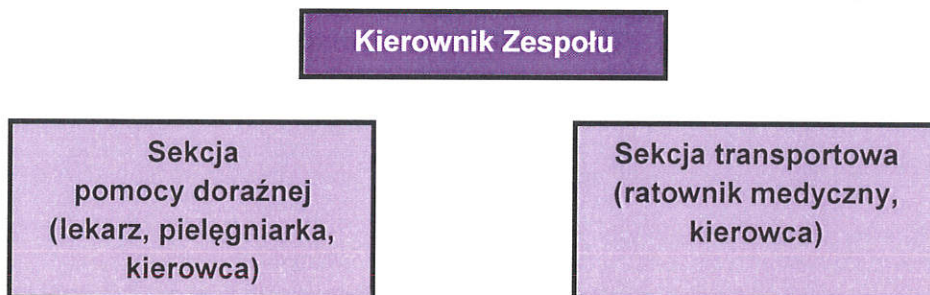 Kierownik Zespołu
Sekcja
pomocy doraźnej
(lekarz, pielęgniarka,
kierowca)
Sekcja transportowa
(ratownik medyczny,
kierowca)